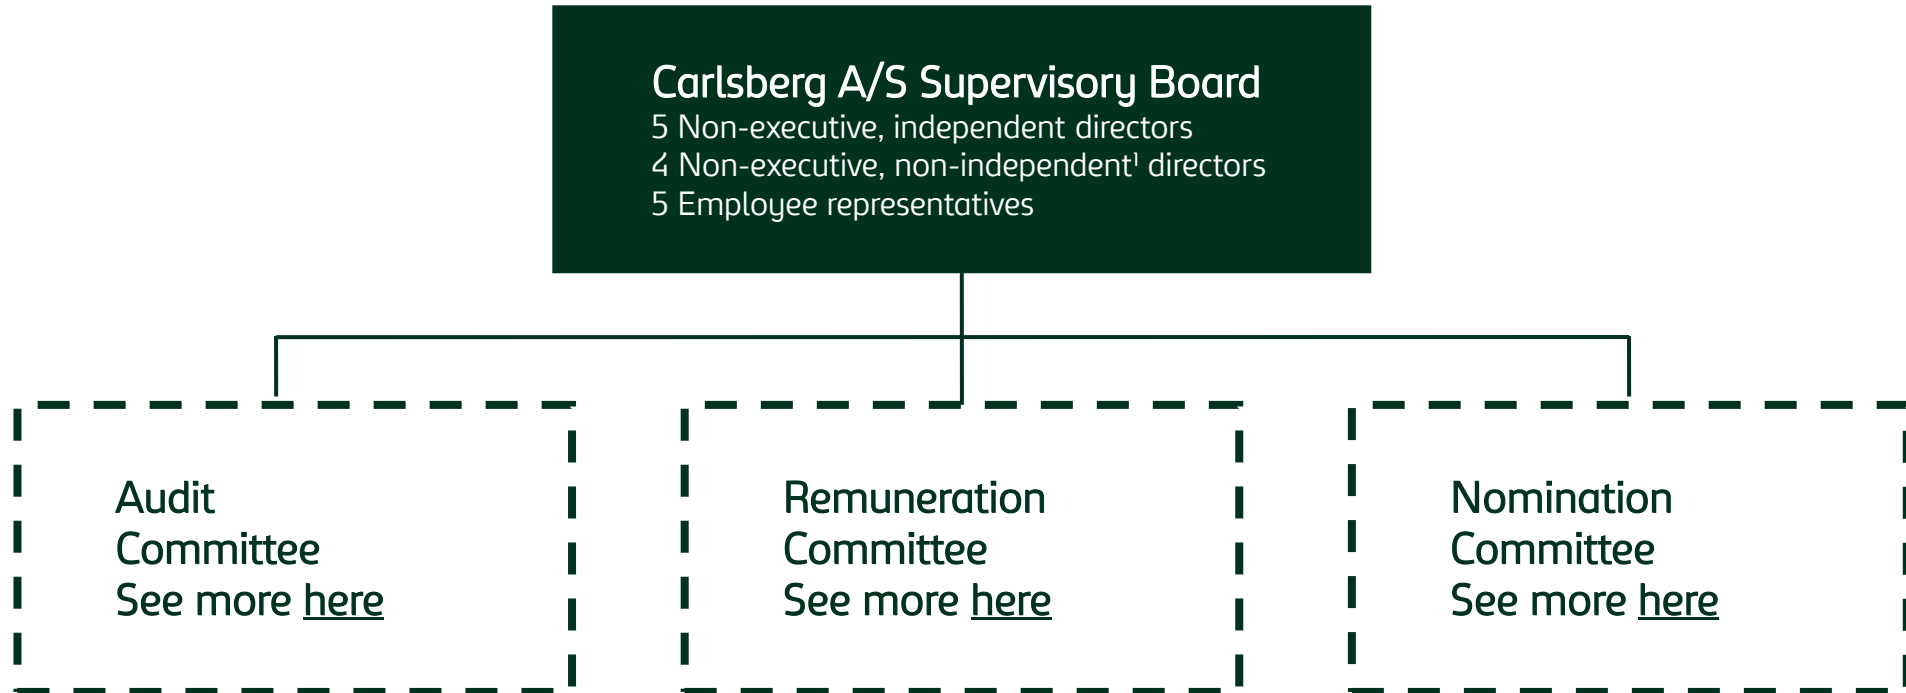 Carlsberg A/S Supervisory Board
5 Non-executive, independent directors
4 Non-executive, non-independent¹ directors
5 Employee representatives
Audit
Committee
See more here
Remuneration
Committee
See more here
Nomination
Committee
See more here